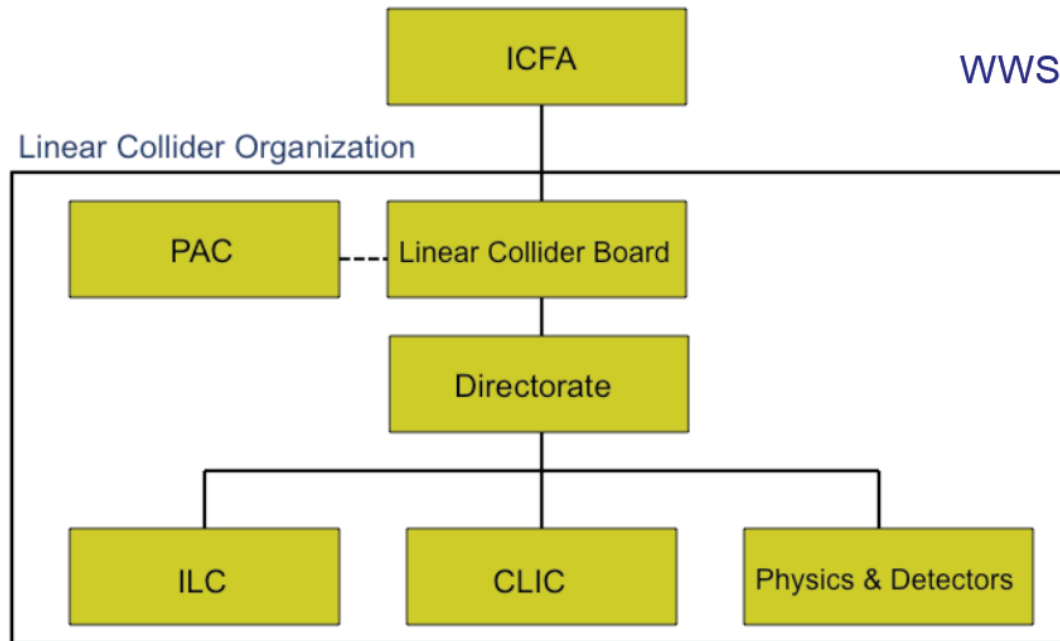 ICFA
WWS
Linear Collider Organization
PAC
Linear Collider Board
Directorate
ILC
CLIC
Physics & Detectors